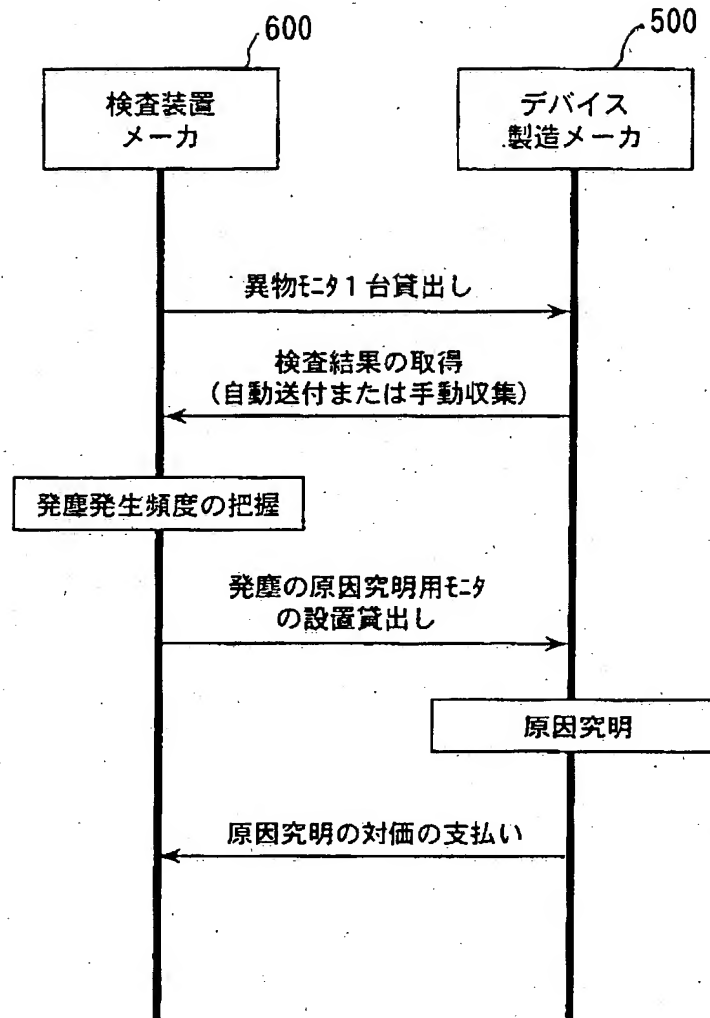 600
500
検査装置
メーカ
デバイス
製造メーカ
異物ﾓﾆﾀ1台貸出し
検査結果の取得
(自動送付または手動収集)
発塵発生頻度の把握
発塵の原因究明用ﾓﾆﾀ
の設置貸出し
原因究明
原因究明の対価の支払い